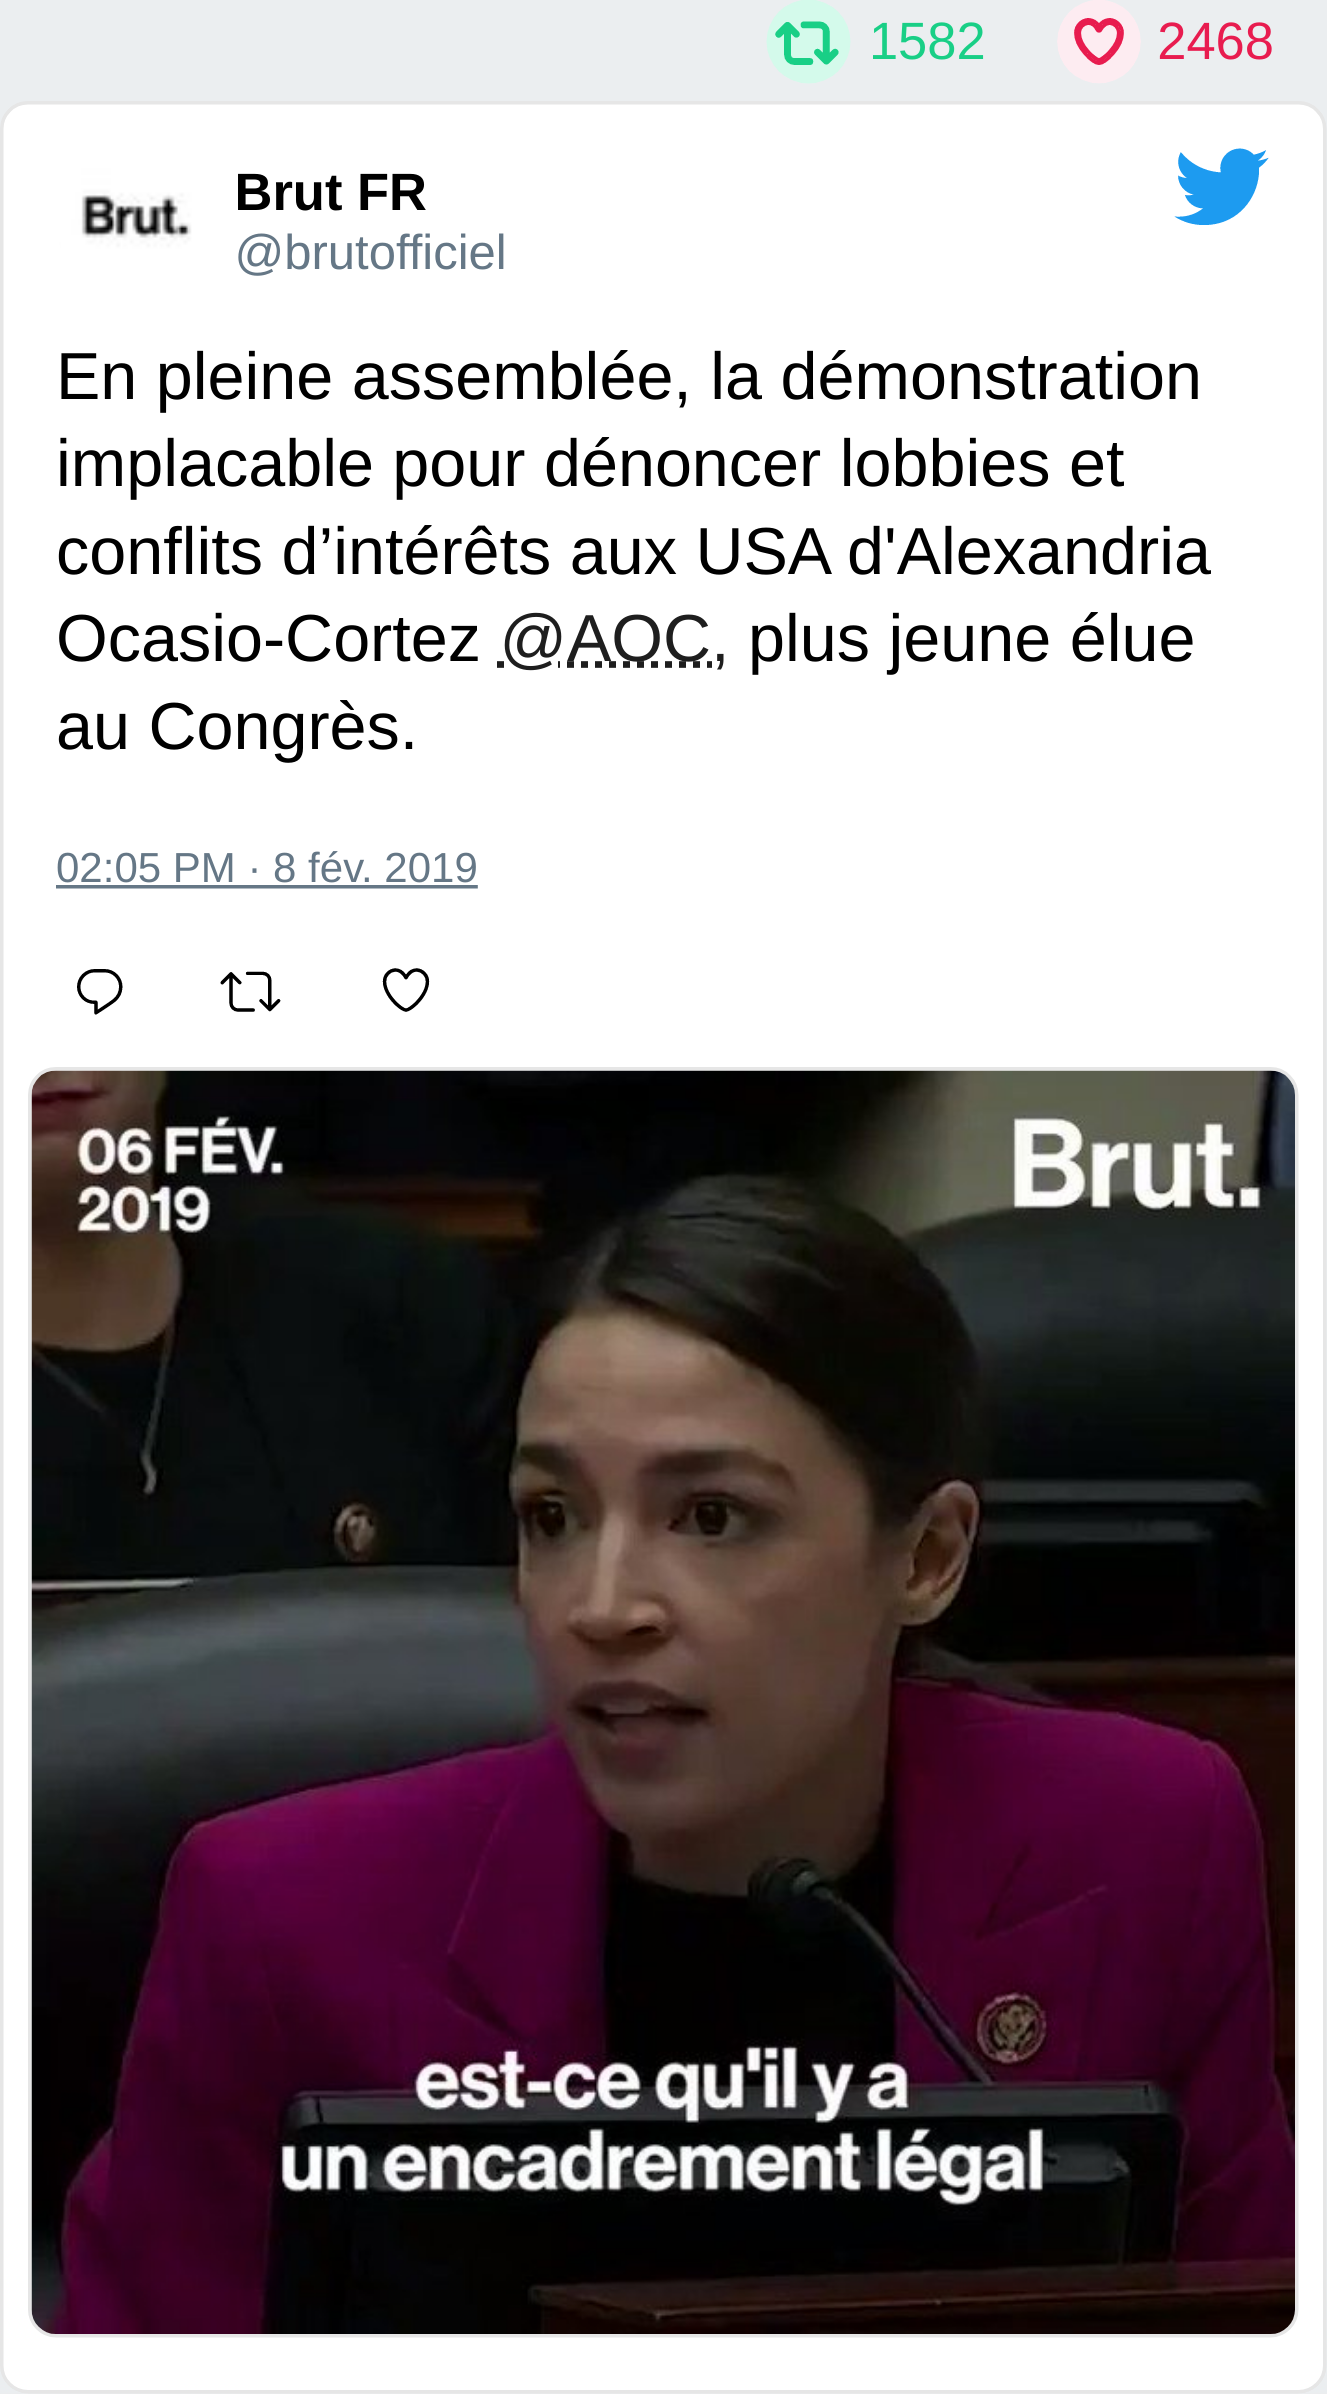 1582 2468
Brut.
Brut FR
@brutofficiel
En pleine assemblée, la démonstration
implacable pour dénoncer lobbies et
conflits d’intérêts aux USA d'Alexandria
Ocasio-Cortez @AOC, plus jeune élue
au Congrès.
02:05 PM · 8 fév. 2019
06 FÉV.
2019
Brut.
est-ce qu'il y a
un encadrement légal